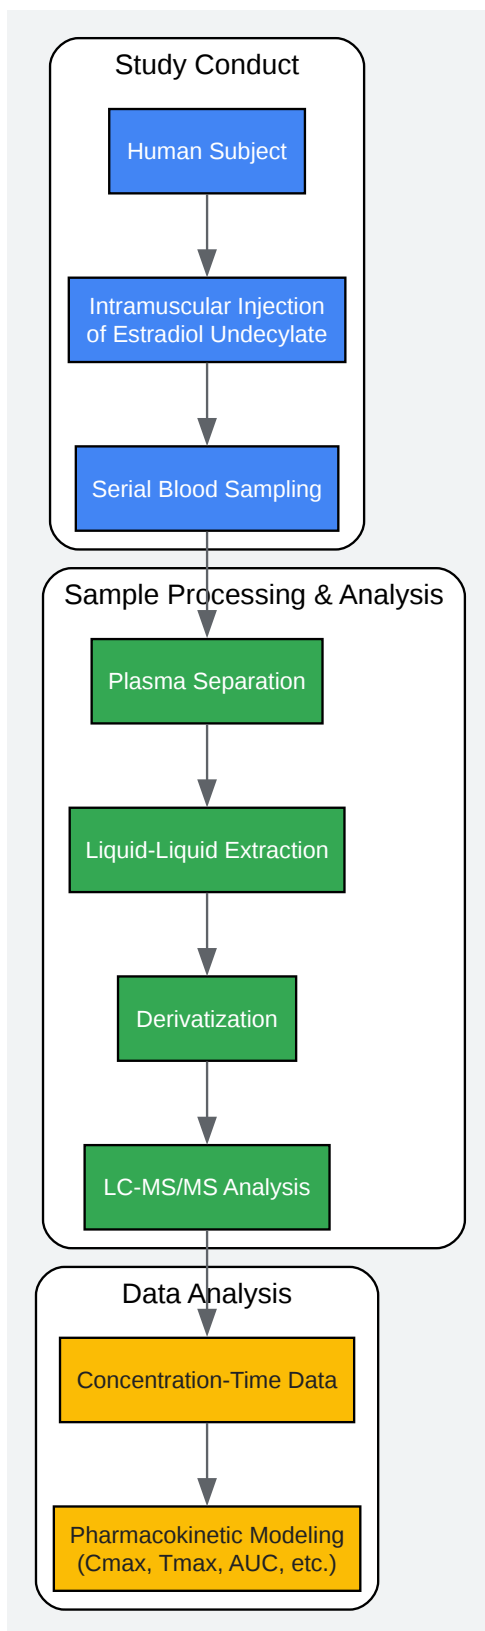 Study Conduct
Human Subject
Intramuscular Injection
of Estradiol Undecylate
Serial Blood Sampling
Sample Processing & Analysis
Plasma Separation
Liquid-Liquid Extraction
Derivatization
LC-MS/MS Analysis
Data Analysis
Concentration-Time Data
Pharmacokinetic Modeling
(Cmax, Tmax, AUC, etc.)